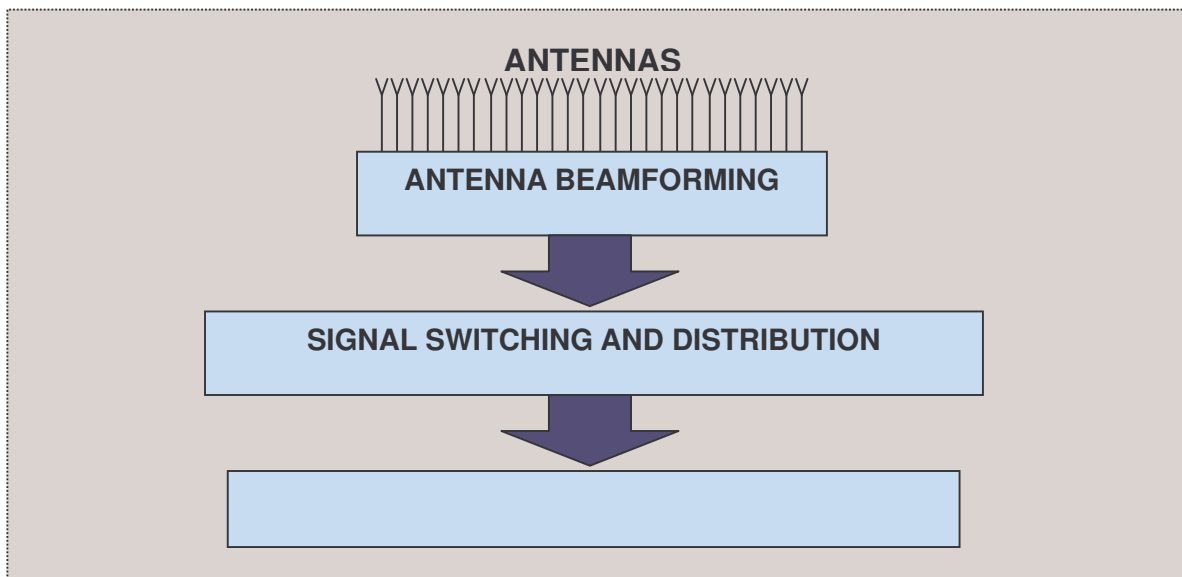 ANTENNAS
ANTENNA BEAMFORMING
SIGNAL SWITCHING AND DISTRIBUTION